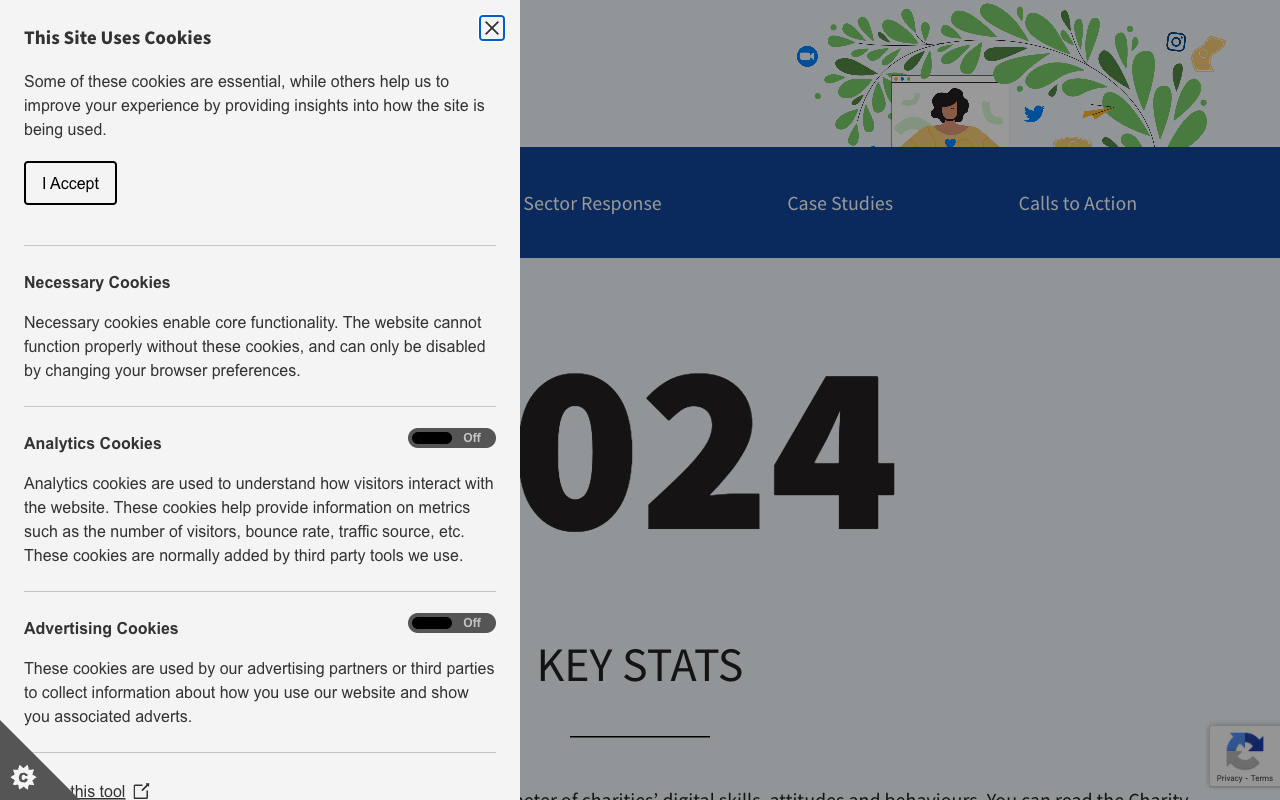 This Site Uses Cookies
Some of these cookies are essential, while others help us to
improve your experience by providing insights into how the site is
being used.
I Accept
Necessary Cookies
Necessary cookies enable core functionality. The website cannot
function properly without these cookies, and can only be disabled
by changing your browser preferences.
Analytics Cookies
Off
Analytics cookies are used to understand how visitors interact with
the website. These cookies help provide information on metrics
such as the number of visitors, bounce rate, traffic source, etc.
These cookies are normally added by third party tools we use.
Advertising Cookies
Off
These cookies are used by our advertising partners or third parties
to collect information about how you use our website and show
you associated adverts.
this tool
Sector Response
Case Studies
Calls to Action
024
KEY STATS
of charities’ digital skills, attitudes and behaviours. You can read the Charity
Privacy - Terms